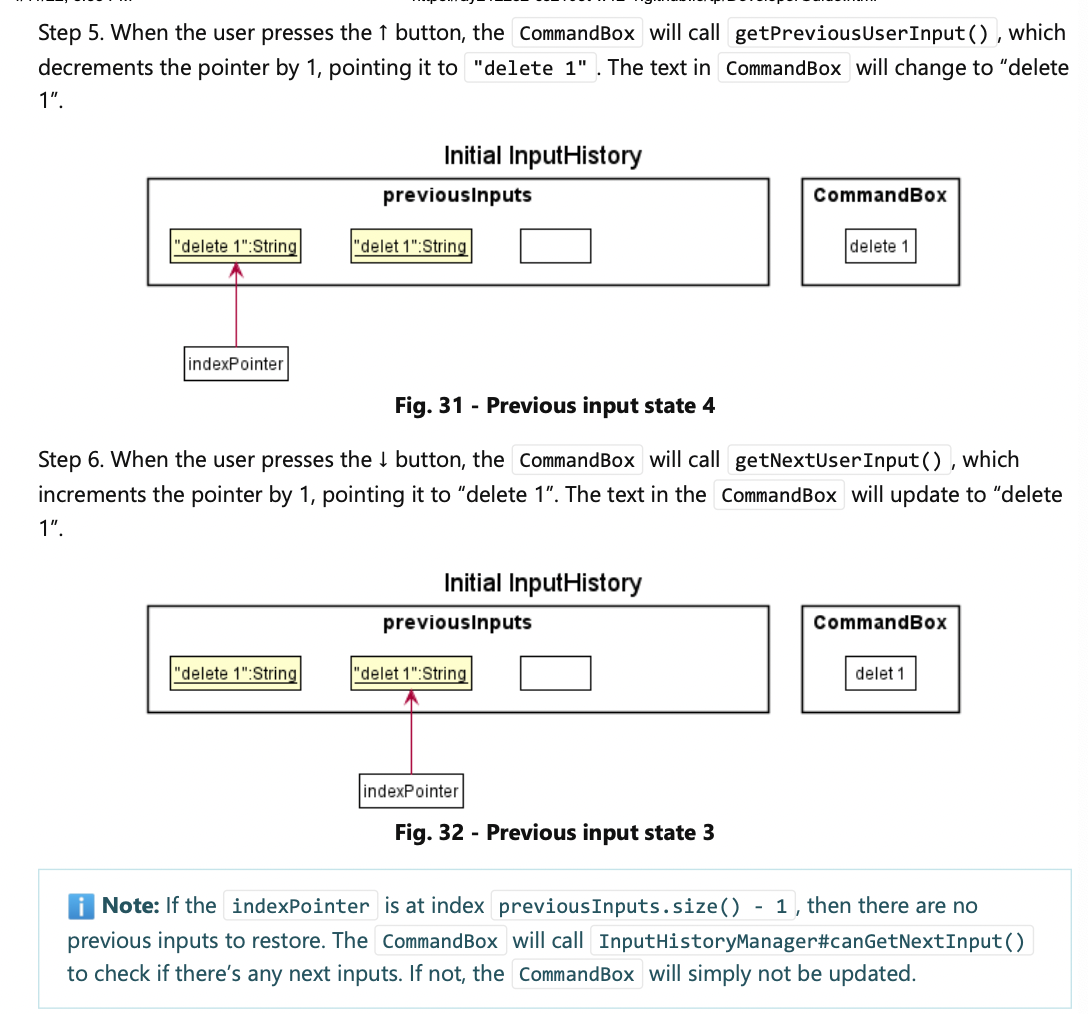 Step 5. When the user presses the ↑ button, the CommandBox will call getPreviousUserInput(), which
decrements the pointer by 1, pointing it to "delete 1". The text in CommandBox will change to “delete
1”.
Initial InputHistory
previousInputs
CommandBox
"delete 1":String
"delet 1":String
delete 1
indexPointer
Fig. 31 - Previous input state 4
Step 6. When the user presses the ↓ button, the CommandBox will call getNextUserInput(), which
increments the pointer by 1, pointing it to “delete 1”. The text in the CommandBox will update to “delete
1”.
Initial InputHistory
previousInputs
CommandBox
"delete 1":String
"delet 1":String
delet 1
indexPointer
Fig. 32 - Previous input state 3
Note: If the indexPointer is at index previousInputs.size() - 1, then there are no
previous inputs to restore. The CommandBox will call InputHistoryManager#canGetNextInput()
to check if there’s any next inputs. If not, the CommandBox will simply not be updated.